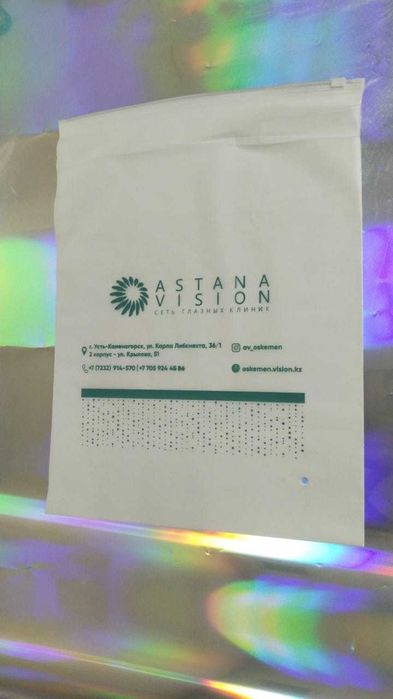 ASTANA
VISION
СЕТЬ ГЛАЗНЫХ КЛИНИК
г. Усть-Каменогорск, ул. Карла Либкнехта, 36/1
2 корпус - ул. Крылова, 51
+7 (7232) 914-570 | +7 705 924 45 86
av_oskemen
oskemen.vision.kz